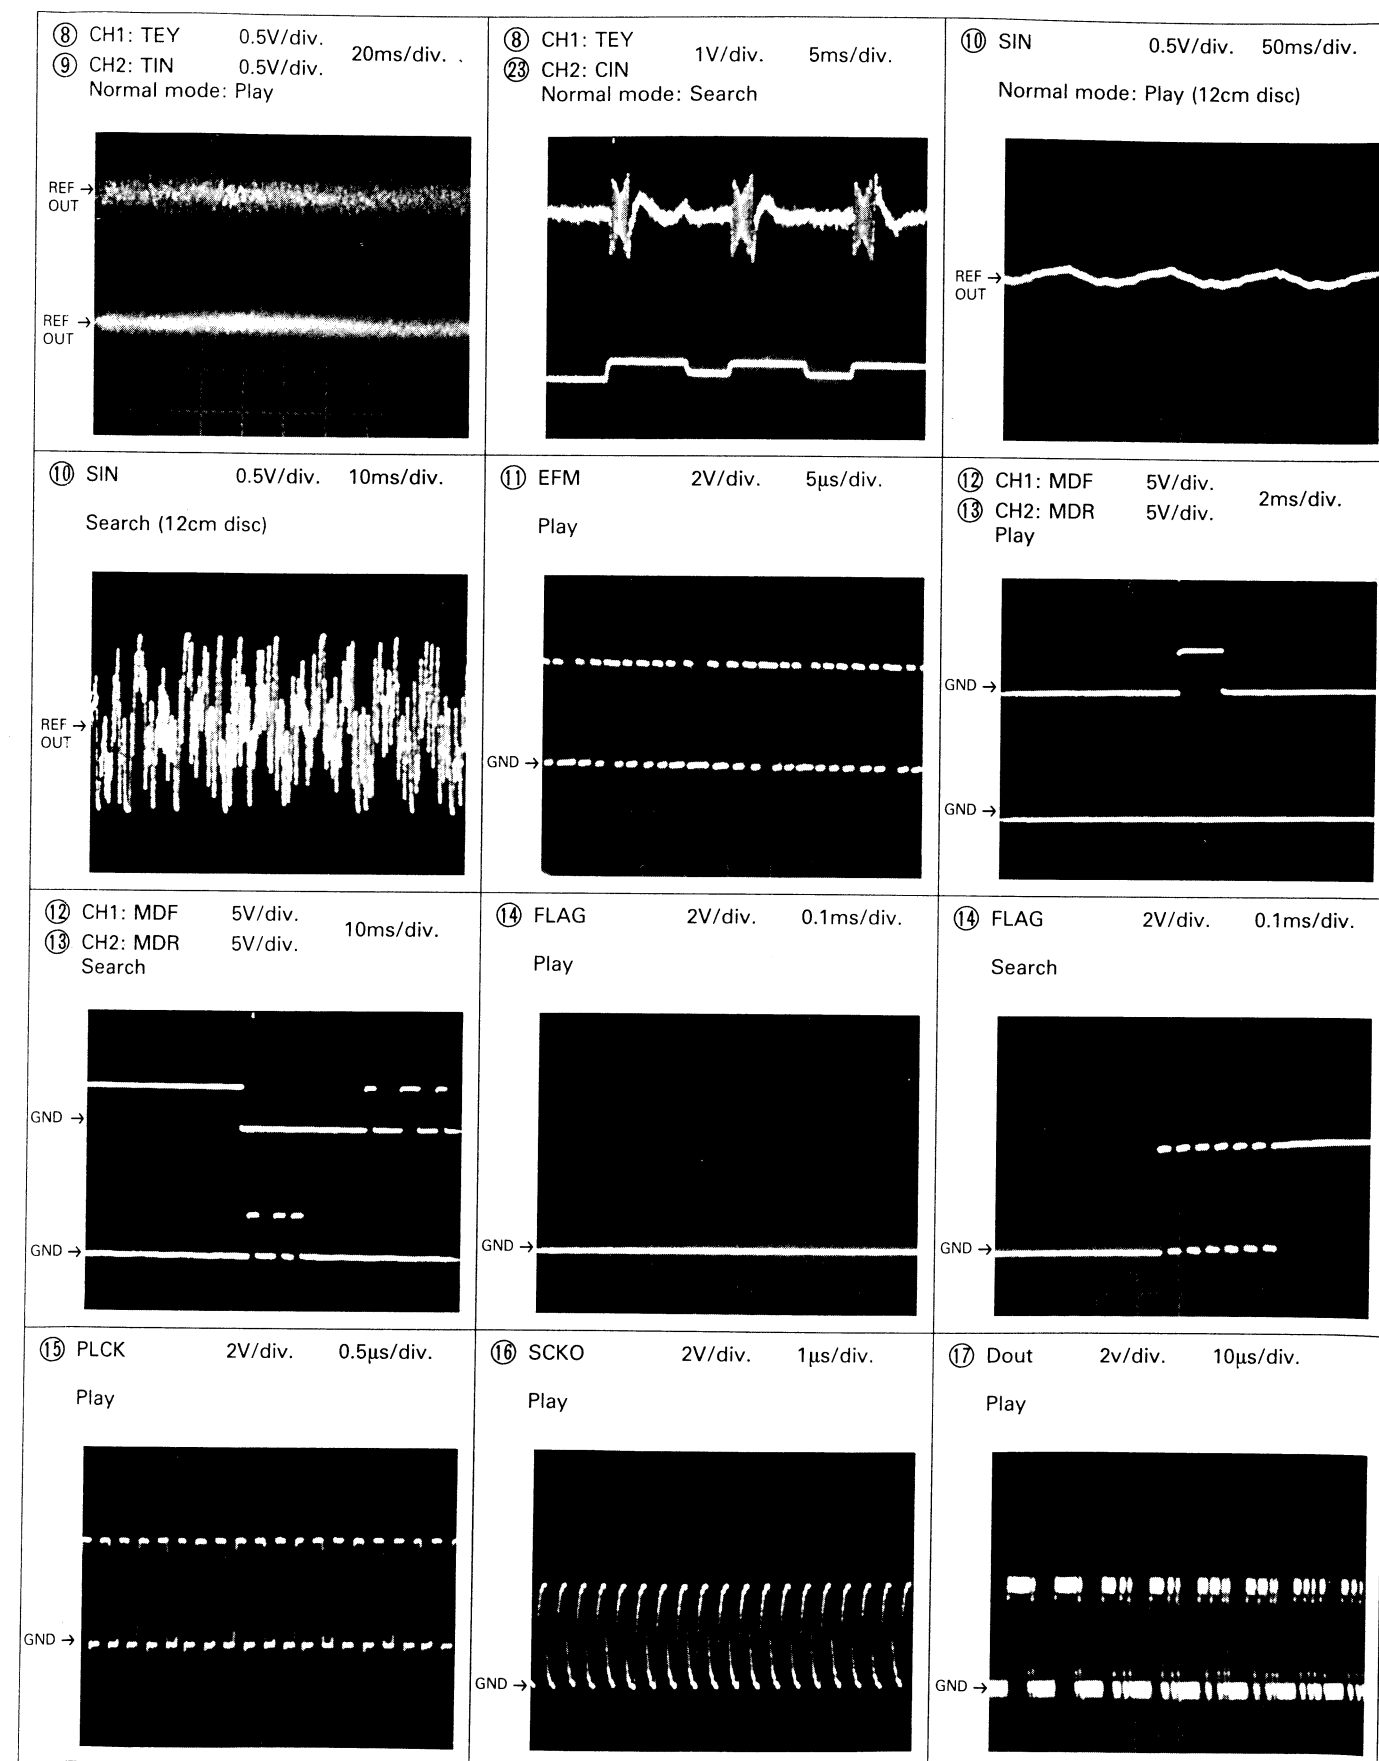 ⑧ CH1: TEY 0.5V/div. 20ms/div.
⑨ CH2: TIN 0.5V/div.
Normal mode: Play
REF →
OUT
REF →
OUT
⑧ CH1: TEY 1V/div. 5ms/div.
㉓ CH2: CIN
Normal mode: Search
⑩ SIN 0.5V/div. 50ms/div.
Normal mode: Play (12cm disc)
REF →
OUT
⑩ SIN 0.5V/div. 10ms/div.
Search (12cm disc)
REF →
OUT
⑪ EFM 2V/div. 5µs/div.
Play
GND →
⑫ CH1: MDF 5V/div. 2ms/div.
⑬ CH2: MDR 5V/div.
Play
GND →
GND →
⑫ CH1: MDF 5V/div. 10ms/div.
⑬ CH2: MDR 5V/div.
Search
GND →
GND →
⑭ FLAG 2V/div. 0.1ms/div.
Play
GND →
⑭ FLAG 2V/div. 0.1ms/div.
Search
GND →
⑮ PLCK 2V/div. 0.5µs/div.
Play
GND →
⑯ SCKO 2V/div. 1µs/div.
Play
GND →
⑰ Dout 2v/div. 10µs/div.
Play
GND →